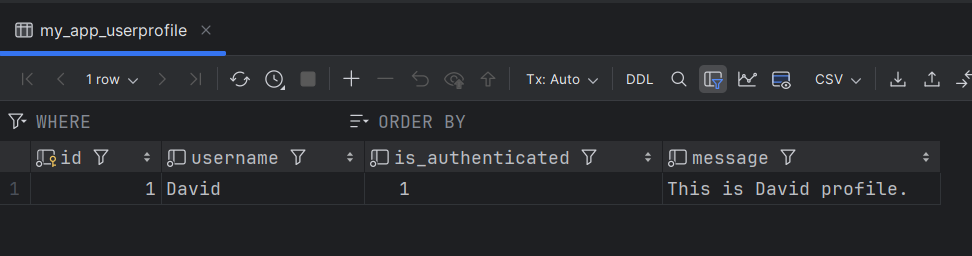 my_app_userprofile
1 row Tx: Auto DDL CSV
WHERE ORDER BY
id username is_authenticated message
1 1 David 1 This is David profile.